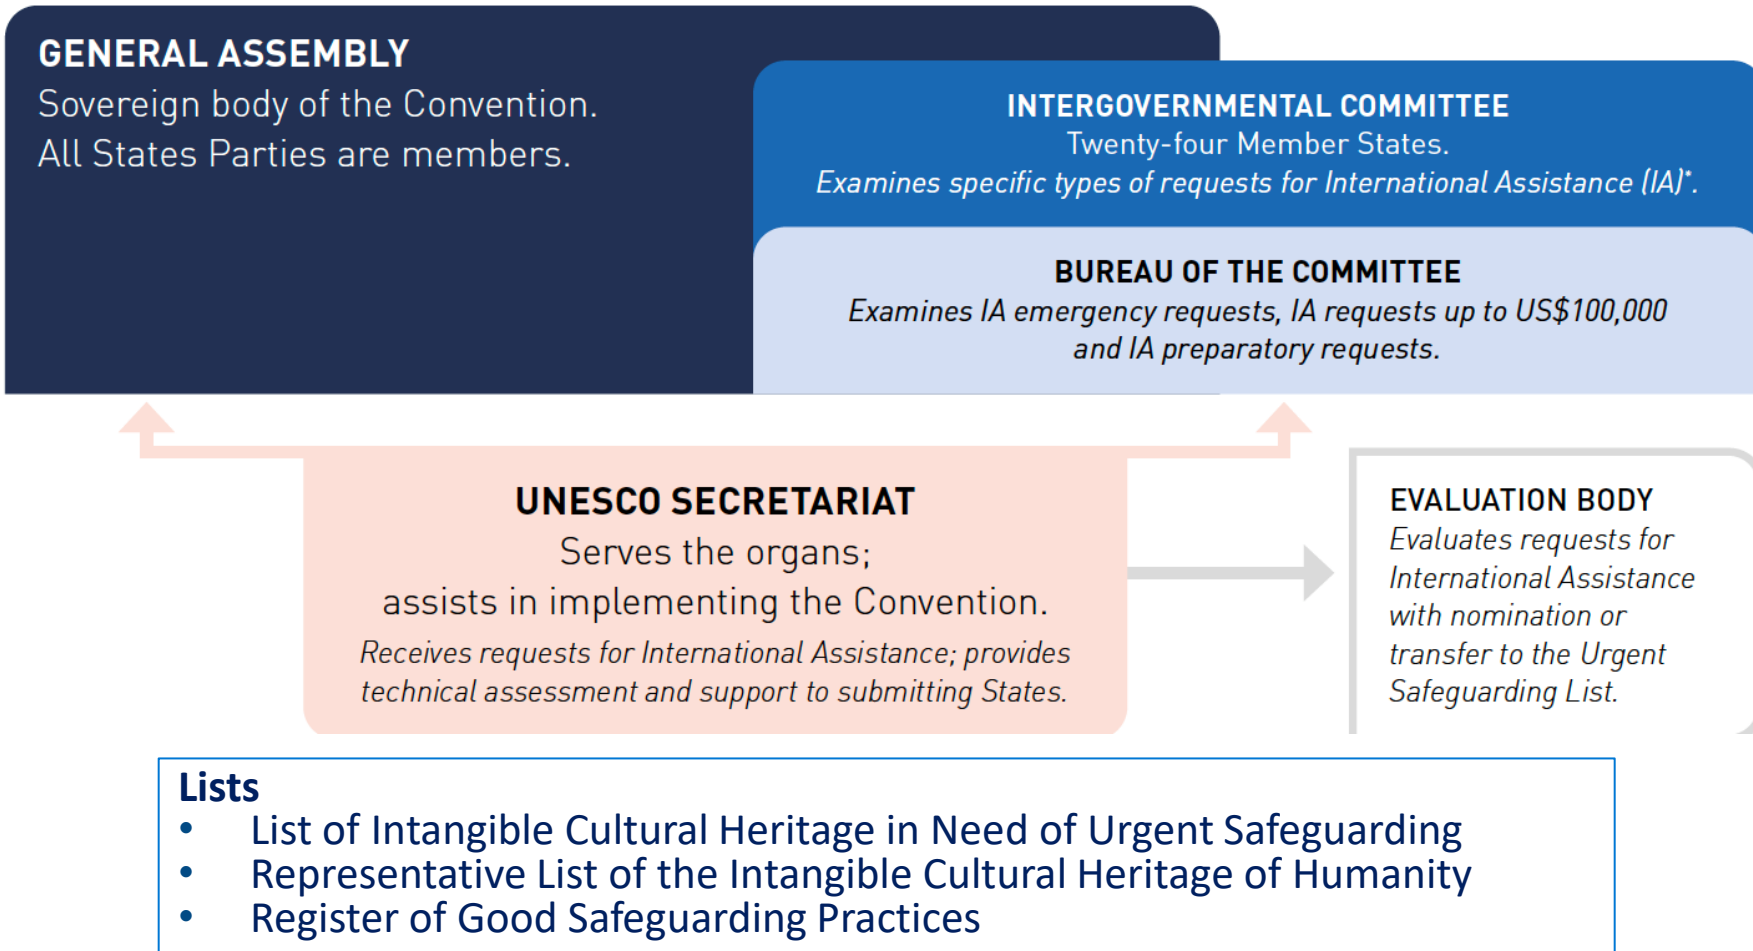 GENERAL ASSEMBLY
Sovereign body of the Convention.
All States Parties are members.
INTERGOVERNMENTAL COMMITTEE
Twenty-four Member States.
Examines specific types of requests for International Assistance (IA)*.
BUREAU OF THE COMMITTEE
Examines IA emergency requests, IA requests up to US$100,000
and IA preparatory requests.
UNESCO SECRETARIAT
Serves the organs;
assists in implementing the Convention.
Receives requests for International Assistance; provides
technical assessment and support to submitting States.
EVALUATION BODY
Evaluates requests for
International Assistance
with nomination or
transfer to the Urgent
Safeguarding List.
Lists
• List of Intangible Cultural Heritage in Need of Urgent Safeguarding
• Representative List of the Intangible Cultural Heritage of Humanity
• Register of Good Safeguarding Practices